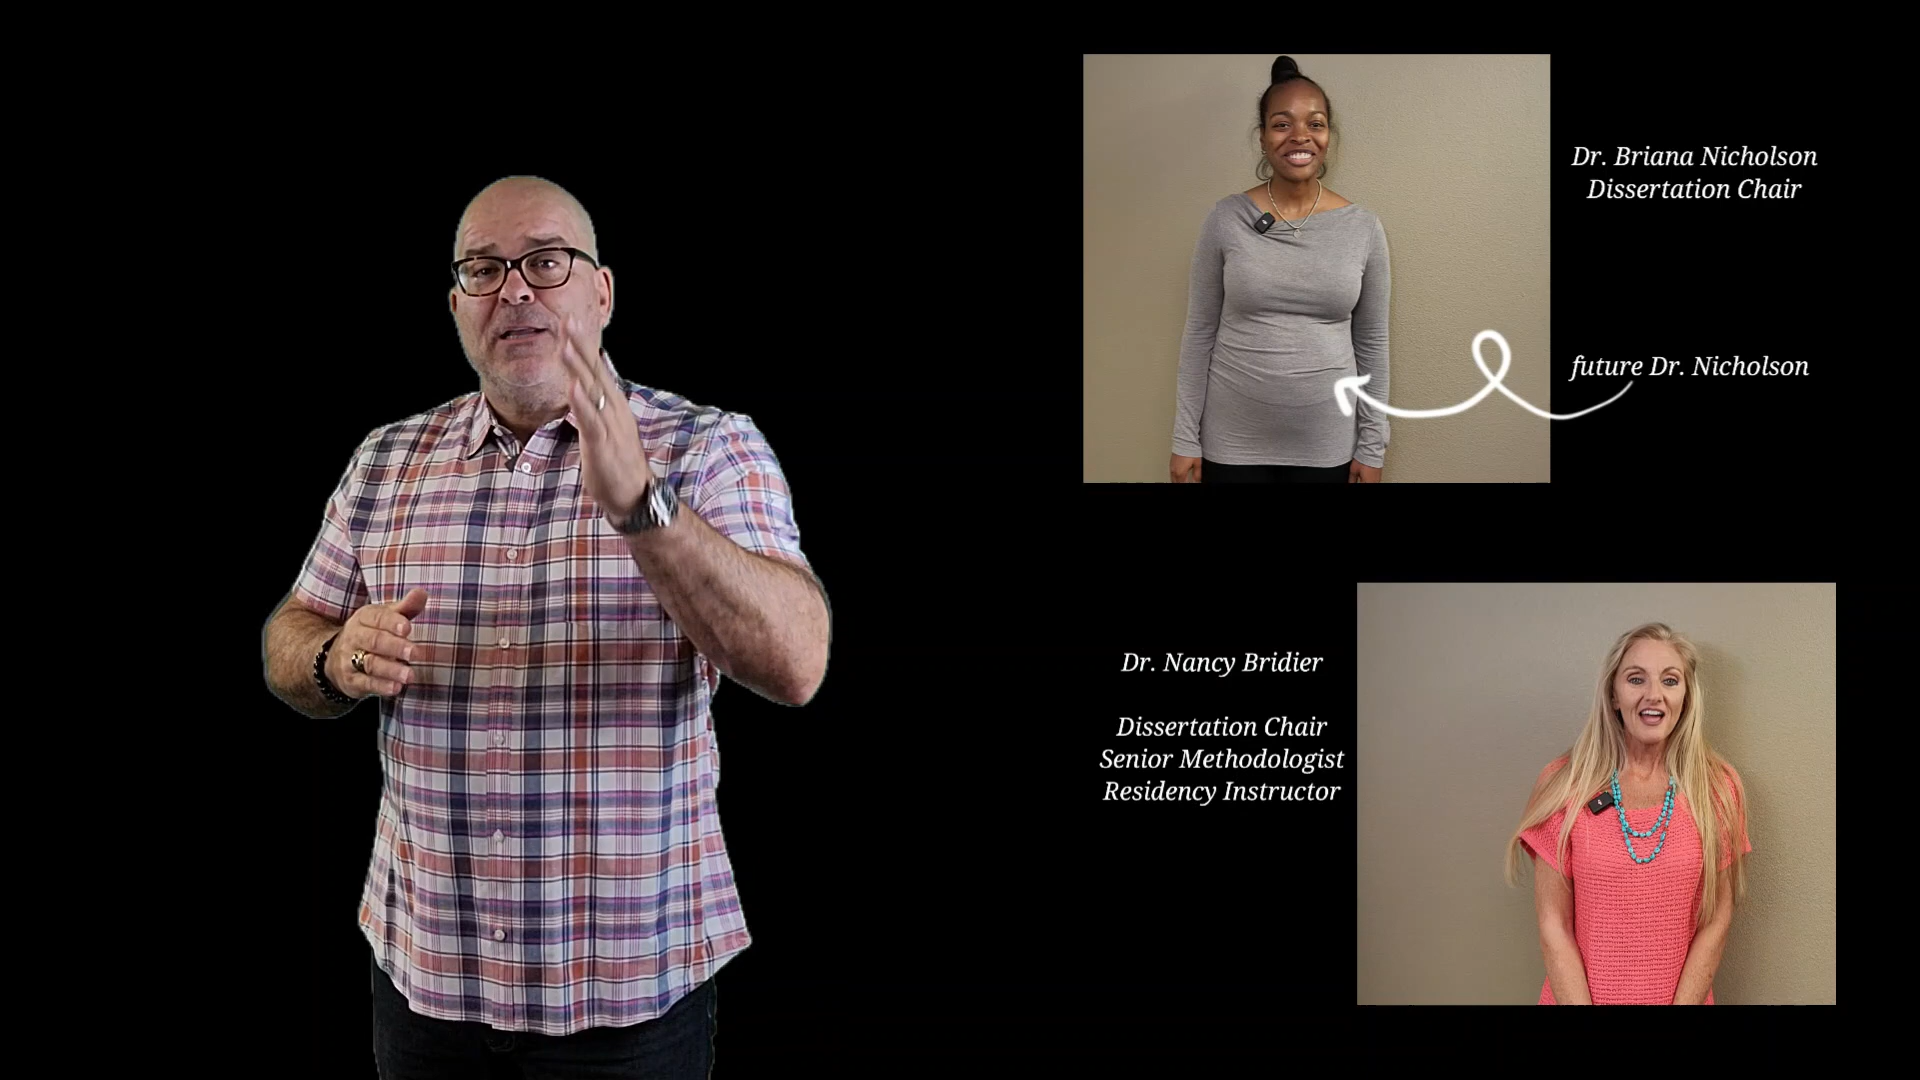 Dr. Briana Nicholson
Dissertation Chair
future Dr. Nicholson
Dr. Nancy Bridier
Dissertation Chair
Senior Methodologist
Residency Instructor